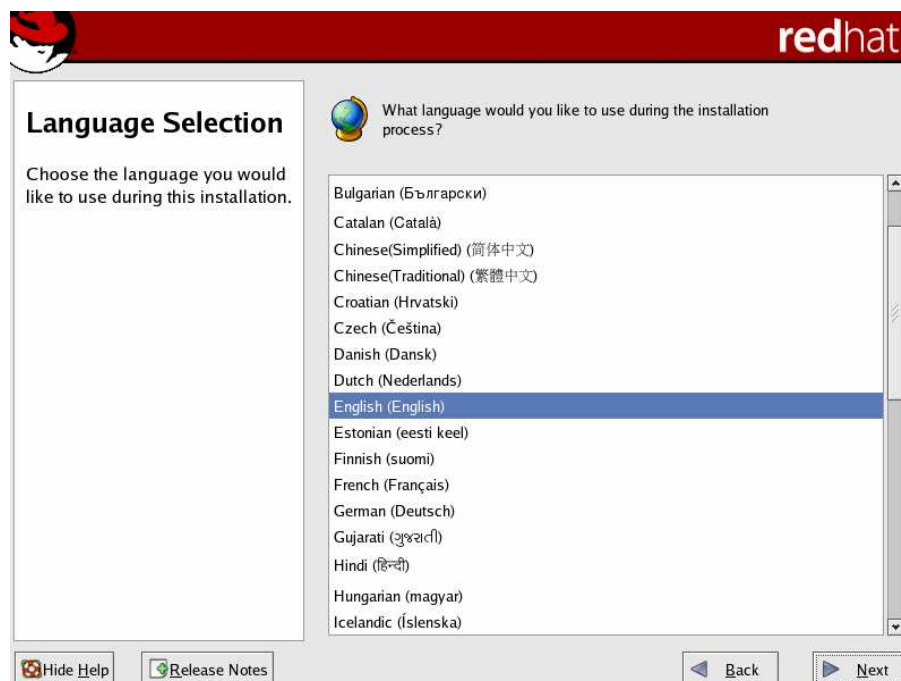 redhat
Language Selection
Choose the language you would
like to use during this installation.
What language would you like to use during the installation
process?
Bulgarian (Български)
Catalan (Català)
Chinese(Simplified) (简体中文)
Chinese(Traditional) (繁體中文)
Croatian (Hrvatski)
Czech (Čeština)
Danish (Dansk)
Dutch (Nederlands)
English (English)
Estonian (eesti keel)
Finnish (suomi)
French (Français)
German (Deutsch)
Gujarati (ગુજરાતી)
Hindi (हिन्दी)
Hungarian (magyar)
Icelandic (Íslenska)
Hide Help
Release Notes
Back
Next